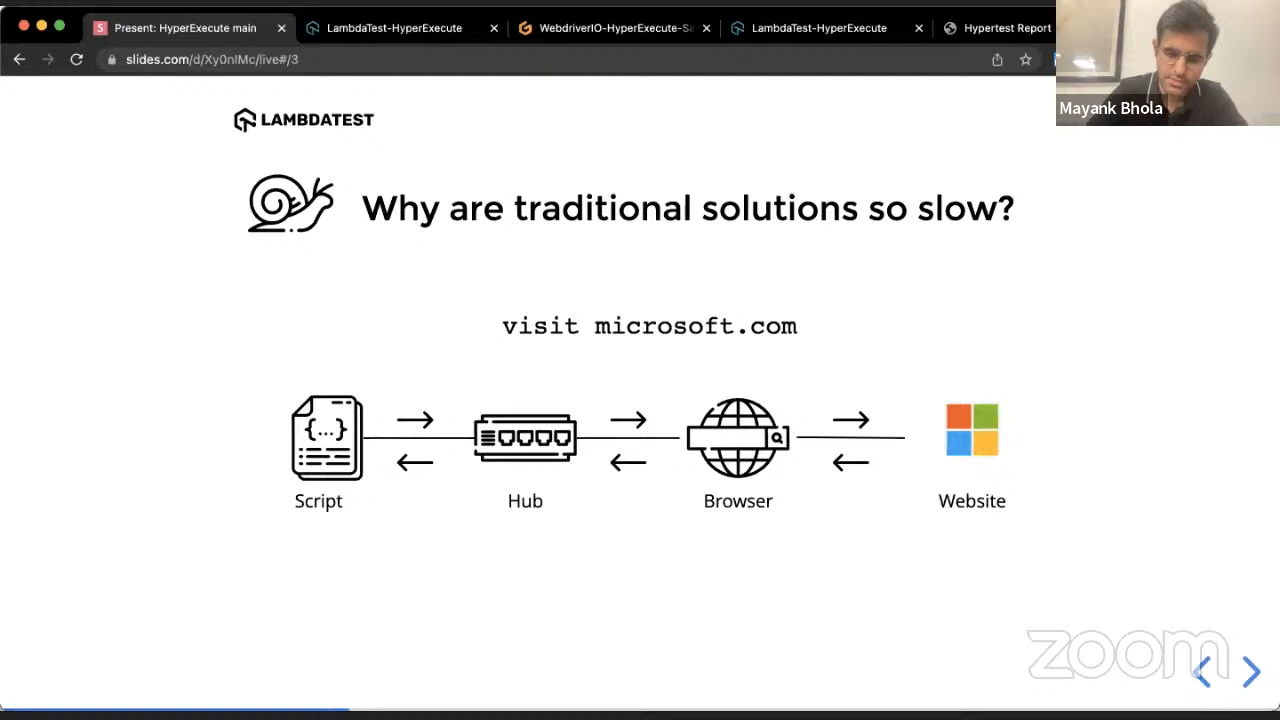 Present: HyperExecute main
LambdaTest-HyperExecute
WebdriverIO-HyperExecute-Sa
LambdaTest-HyperExecute
Hypertest Report
slides.com/d/Xy0nIMc/live#/3
Mayank Bhola
LAMBDATEST
Why are traditional solutions so slow?
visit microsoft.com
{...}
Script
Hub
Browser
Website
zoom